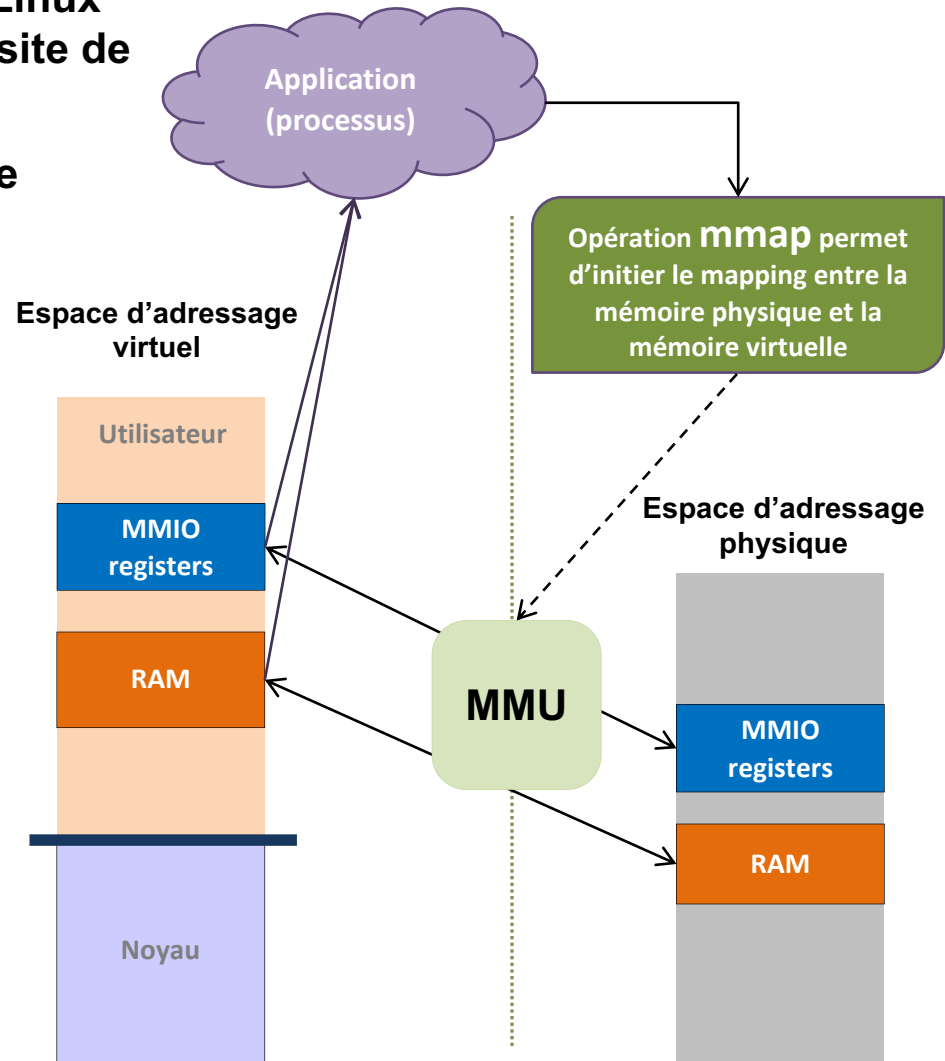 Linux
site de
e
Application
(processus)
Opération mmap permet
d'initier le mapping entre la
mémoire physique et la
mémoire virtuelle
Espace d'adressage
virtuel
Utilisateur
MMIO
registers
RAM
Noyau
MMU
Espace d'adressage
physique
MMIO
registers
RAM